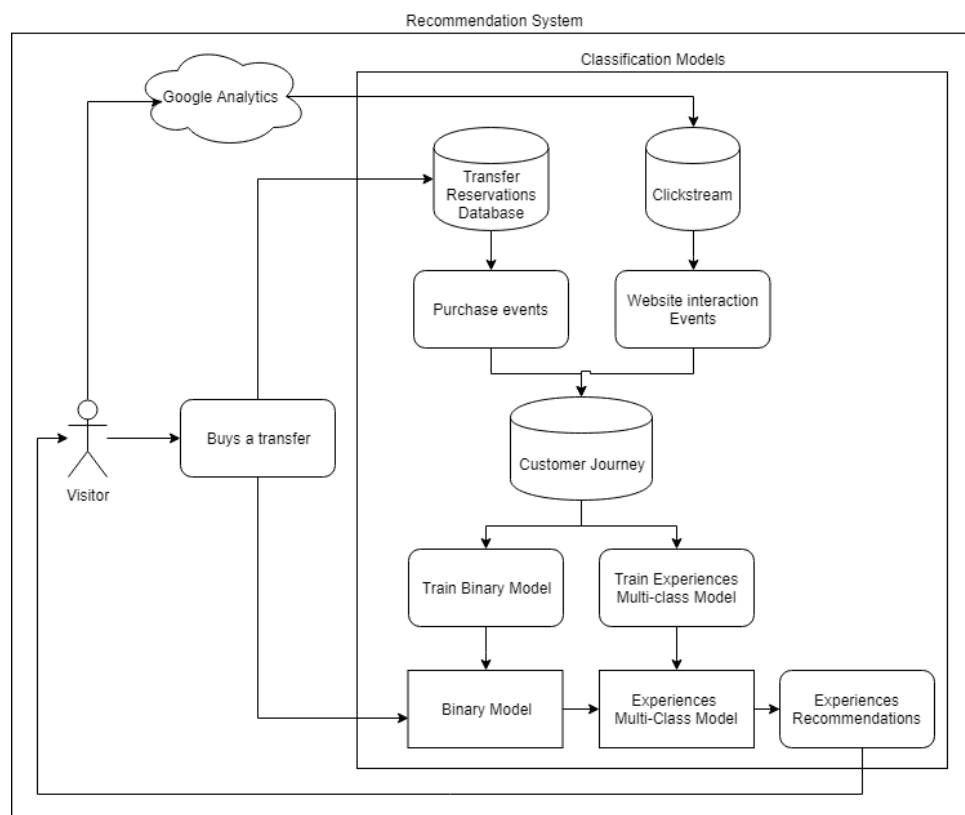 Recommendation System
Classification Models
Google Analytics
Transfer
Reservations
Database
Clickstream
Purchase events
Website interaction
Events
Buys a transfer
Visitor
Customer Journey
Train Binary Model
Train Experiences
Multi-class Model
Binary Model
Experiences
Multi-Class Model
Experiences
Recommendations